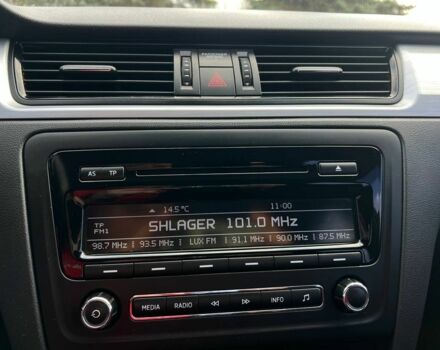 AS TP
14.5 °C 11:00
TP
FM1
SHLAGER 101.0 MHz
98.7 MHz | 93.5 MHz | LUX FM | 91.1 MHz | 90.0 MHz | 87.5 MHz
MEDIA RADIO INFO